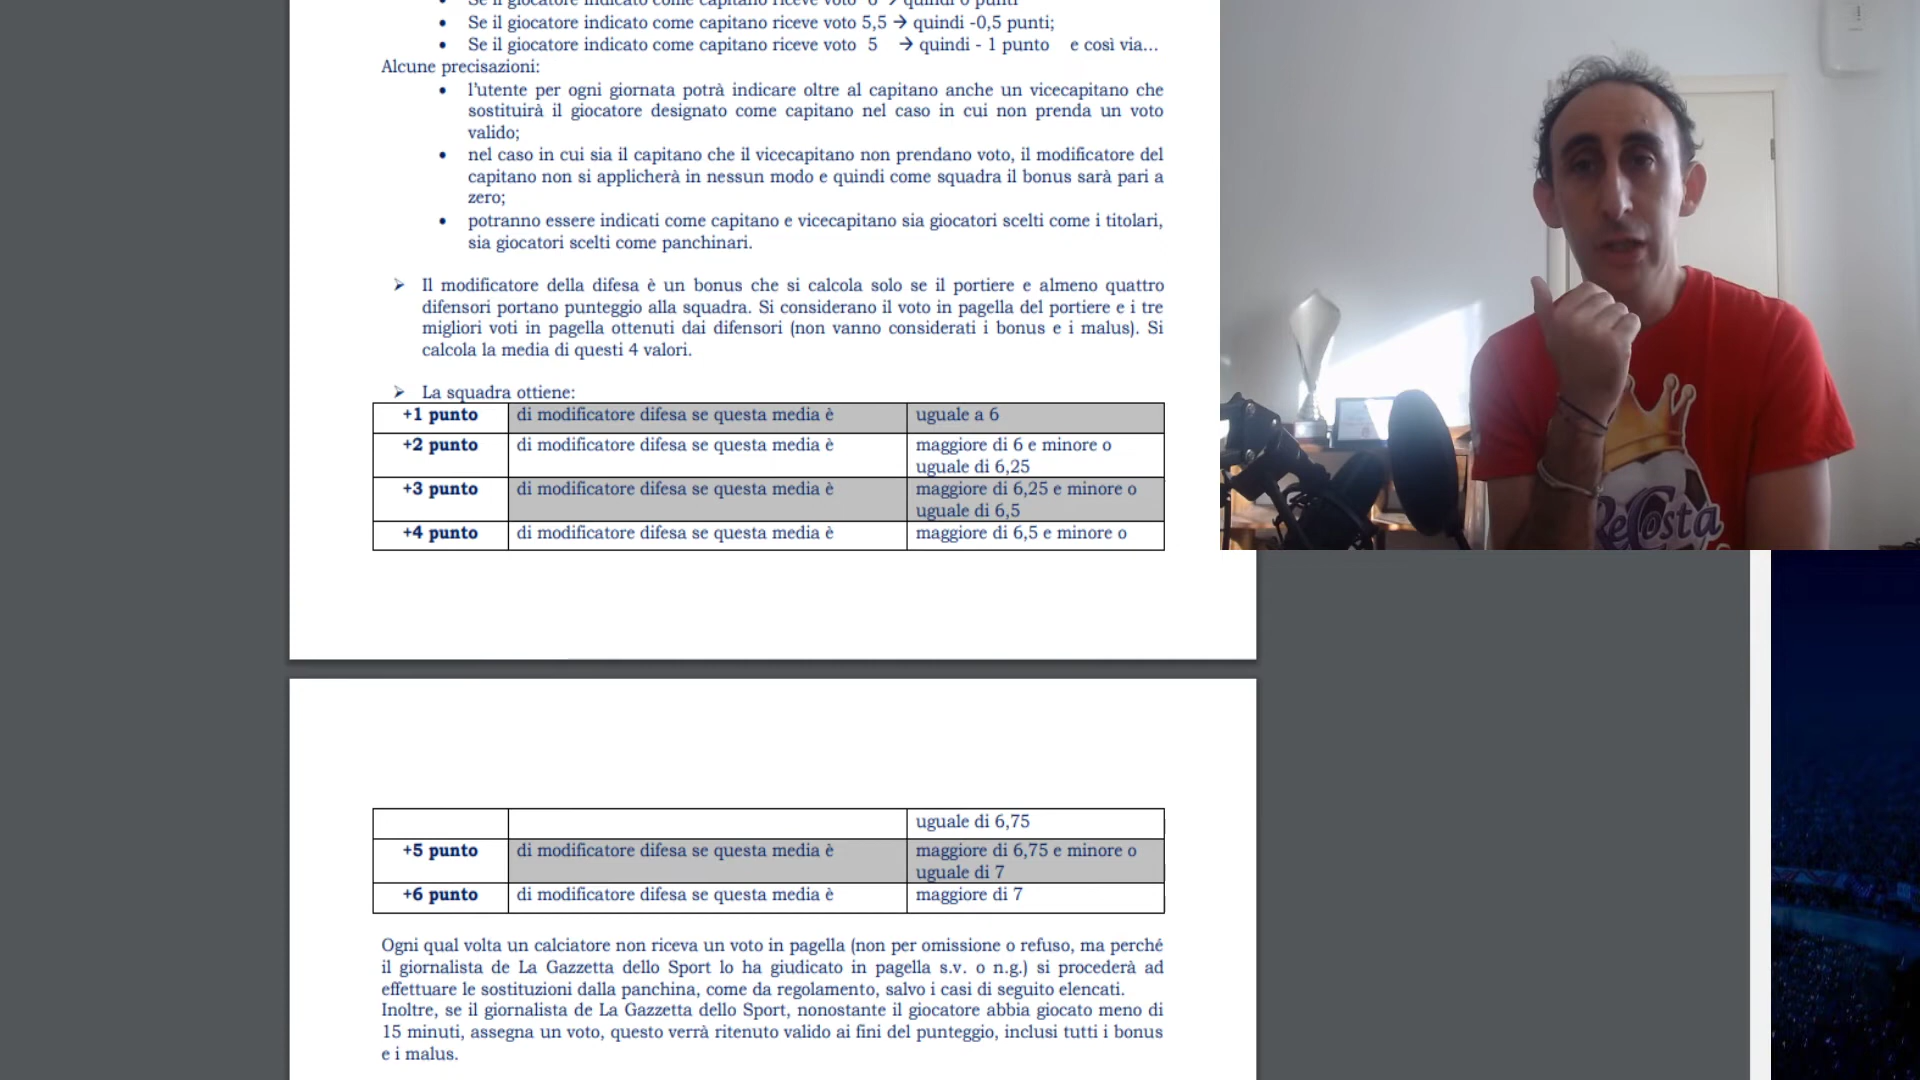 Se il giocatore indicato come capitano riceve voto 6 → quindi 0 punti
• Se il giocatore indicato come capitano riceve voto 5,5 → quindi -0,5 punti;
• Se il giocatore indicato come capitano riceve voto 5 → quindi - 1 punto e così via...
Alcune precisazioni:
• l'utente per ogni giornata potrà indicare oltre al capitano anche un vicecapitano che
sostituirà il giocatore designato come capitano nel caso in cui non prenda un voto
valido;
• nel caso in cui sia il capitano che il vicecapitano non prendano voto, il modificatore del
capitano non si applicherà in nessun modo e quindi come squadra il bonus sarà pari a
zero;
• potranno essere indicati come capitano e vicecapitano sia giocatori scelti come i titolari,
sia giocatori scelti come panchinari.
➢ Il modificatore della difesa è un bonus che si calcola solo se il portiere e almeno quattro
difensori portano punteggio alla squadra. Si considerano il voto in pagella del portiere e i tre
migliori voti in pagella ottenuti dai difensori (non vanno considerati i bonus e i malus). Si
calcola la media di questi 4 valori.
➢ La squadra ottiene:
+1 punto di modificatore difesa se questa media è uguale a 6
+2 punto di modificatore difesa se questa media è maggiore di 6 e minore o
uguale di 6,25
+3 punto di modificatore difesa se questa media è maggiore di 6,25 e minore o
uguale di 6,5
+4 punto di modificatore difesa se questa media è maggiore di 6,5 e minore o
uguale di 6,75
+5 punto di modificatore difesa se questa media è maggiore di 6,75 e minore o
uguale di 7
+6 punto di modificatore difesa se questa media è maggiore di 7
Ogni qual volta un calciatore non riceva un voto in pagella (non per omissione o refuso, ma perché
il giornalista de La Gazzetta dello Sport lo ha giudicato in pagella s.v. o n.g.) si procederà ad
effettuare le sostituzioni dalla panchina, come da regolamento, salvo i casi di seguito elencati.
Inoltre, se il giornalista de La Gazzetta dello Sport, nonostante il giocatore abbia giocato meno di
15 minuti, assegna un voto, questo verrà ritenuto valido ai fini del punteggio, inclusi tutti i bonus
e i malus.
ReCosta